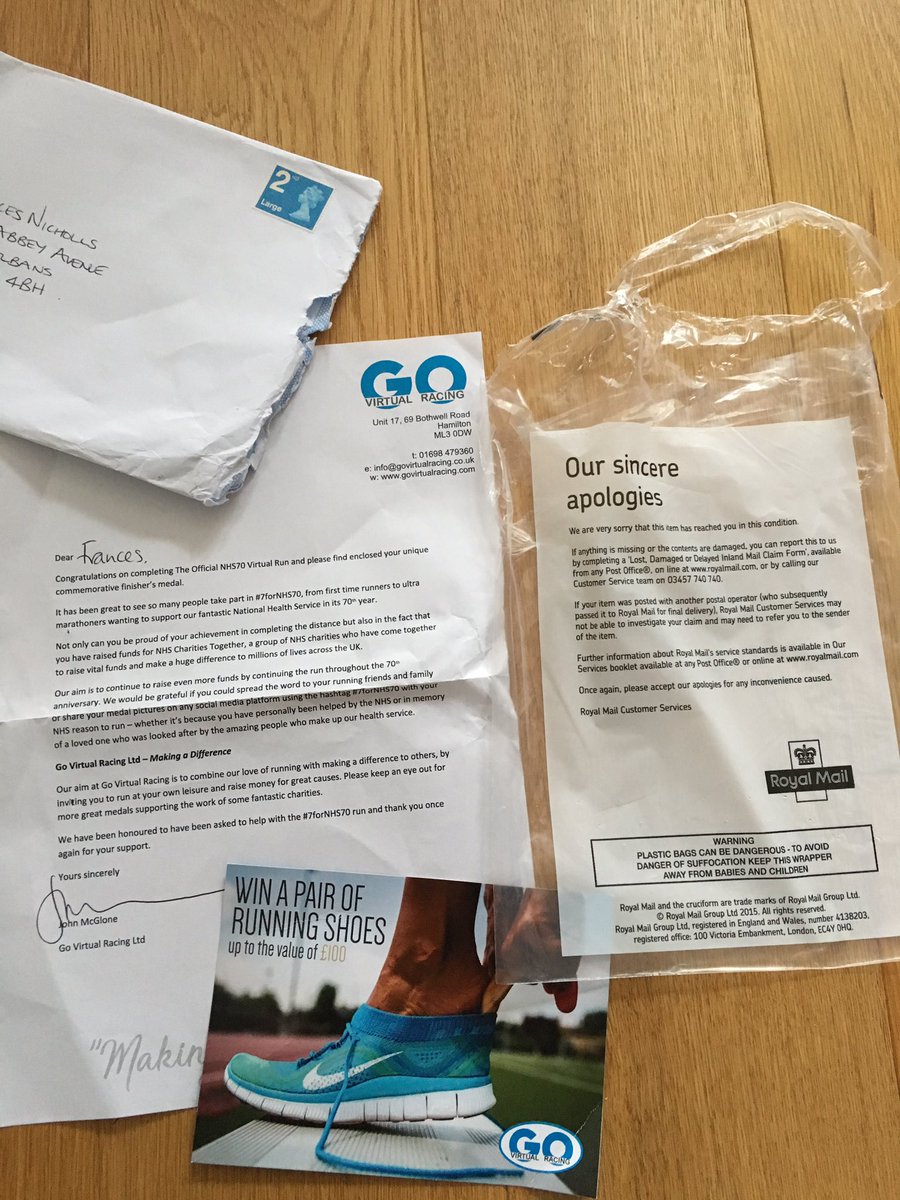 2nd
Large
CES NICHOLLS
ABBEY AVENUE
LBANS
4BH
GO
VIRTUAL RACING
Unit 17, 69 Bothwell Road
Hamilton
ML3 0DW
t: 01698 479360
e: info@govirtualracing.co.uk
w: www.govirtualracing.com
Dear Frances,
Congratulations on completing The Official NHS70 Virtual Run and please find enclosed your unique
commemorative finisher's medal.
It has been great to see so many people take part in #7forNHS70, from first time runners to ultra
marathoners wanting to support our fantastic National Health Service in its 70th year.
Not only can you be proud of your achievement in completing the distance but also in the fact that
you have raised funds for NHS Charities Together, a group of NHS charities who have come together
to raise vital funds and make a huge difference to millions of lives across the UK.
Our aim is to continue to raise even more funds by continuing the run throughout the 70th
anniversary. We would be grateful if you could spread the word to your running friends and family
or share your medal pictures on any social media platform using the hashtag #7forNHS70 with your
NHS reason to run – whether it's because you have personally been helped by the NHS or in memory
of a loved one who was looked after by the amazing people who make up our health service.
Go Virtual Racing Ltd – Making a Difference
Our aim at Go Virtual Racing is to combine our love of running with making a difference to others, by
inviting you to run at your own leisure and raise money for great causes. Please keep an eye out for
more great medals supporting the work of some fantastic charities.
We have been honoured to have been asked to help with the #7forNHS70 run and thank you once
again for your support.
Yours sincerely
John McGlone
Go Virtual Racing Ltd
"Makin
WIN A PAIR OF
RUNNING SHOES
up to the value of £100
GO
VIRTUAL RACING
Our sincere
apologies
We are very sorry that this item has reached you in this condition.
If anything is missing or the contents are damaged, you can report this to us
by completing a 'Lost, Damaged or Delayed Inland Mail Claim Form', available
from any Post Office®, on line at www.royalmail.com, or by calling our
Customer Service team on 03457 740 740.
If your item was posted with another postal operator (who subsequently
passed it to Royal Mail for final delivery), Royal Mail Customer Services may
not be able to investigate your claim and may need to refer you to the sender
of the item.
Further information about Royal Mail's service standards is available in Our
Services booklet available at any Post Office® or online at www.royalmail.com
Once again, please accept our apologies for any inconvenience caused.
Royal Mail Customer Services
Royal Mail
WARNING
PLASTIC BAGS CAN BE DANGEROUS - TO AVOID
DANGER OF SUFFOCATION KEEP THIS WRAPPER
AWAY FROM BABIES AND CHILDREN
Royal Mail and the cruciform are trade marks of Royal Mail Group Ltd.
© Royal Mail Group Ltd 2015. All rights reserved.
Royal Mail Group Ltd, registered in England and Wales, number 4138203,
registered office: 100 Victoria Embankment, London, EC4Y 0HQ.